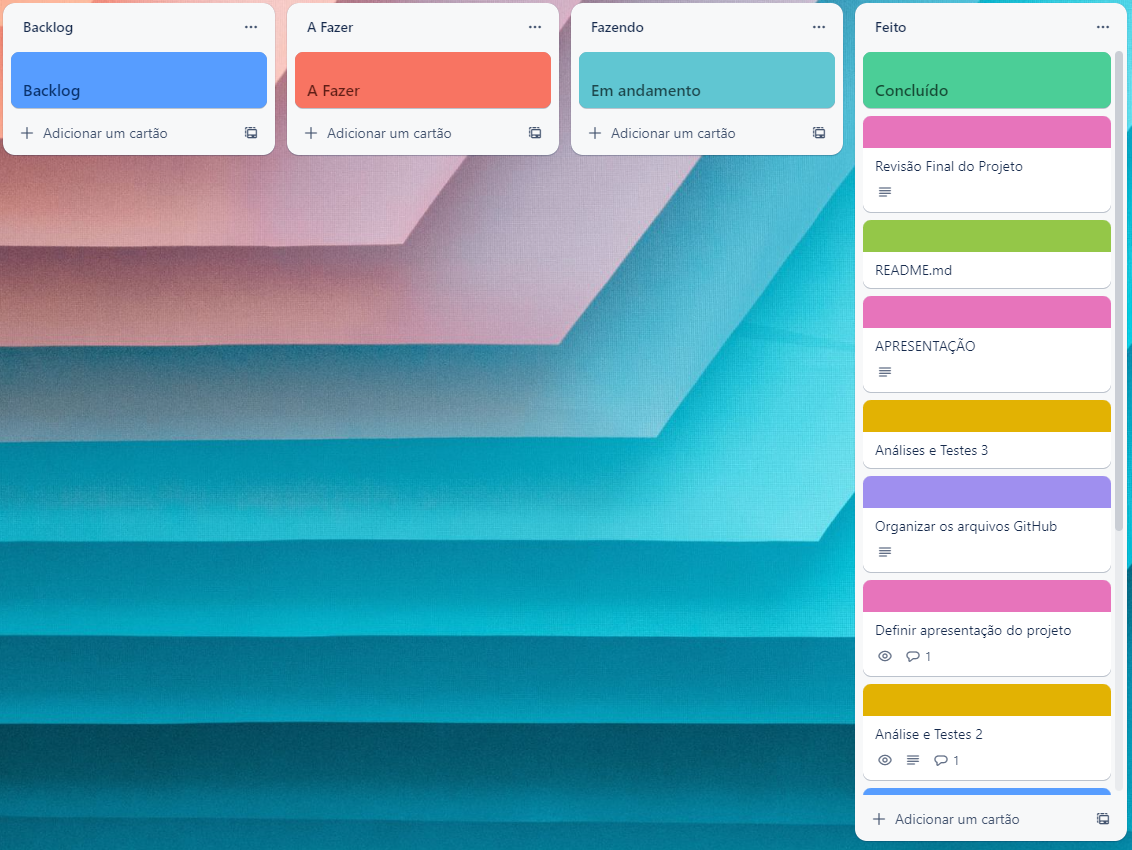 Backlog
Backlog
Adicionar um cartão
A Fazer
A Fazer
Adicionar um cartão
Fazendo
Em andamento
Adicionar um cartão
Feito
Concluído
Revisão Final do Projeto
README.md
APRESENTAÇÃO
Análises e Testes 3
Organizar os arquivos GitHub
Definir apresentação do projeto
1
Análise e Testes 2
1
Adicionar um cartão